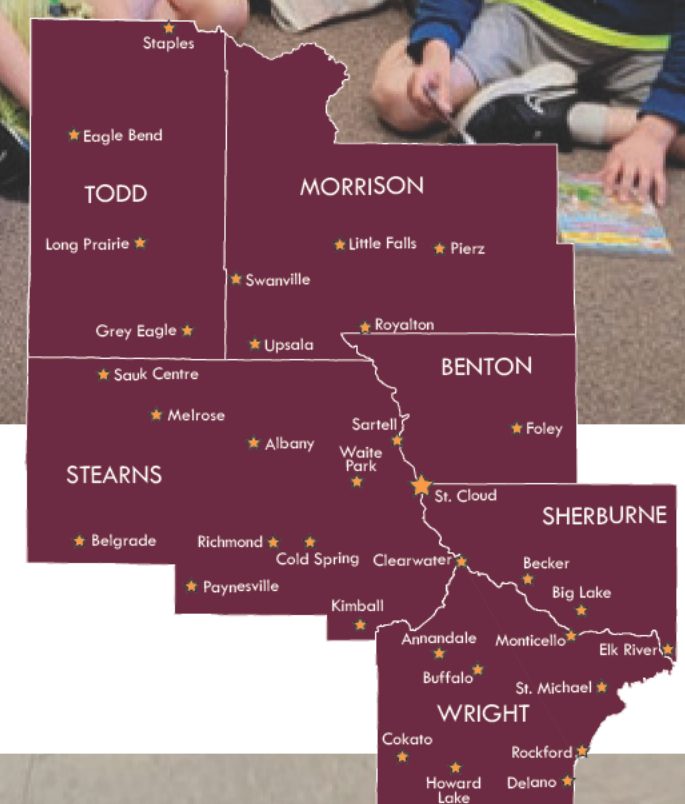 Staples
Eagle Bend
TODD
MORRISON
Long Prairie
Little Falls
Pierz
Swanville
Grey Eagle
Royalton
Upsala
BENTON
Sauk Centre
Melrose
Sartell
Foley
Albany
Waite
Park
STEARNS
St. Cloud
SHERBURNE
Belgrade
Richmond
Cold Spring
Clearwater
Becker
Paynesville
Big Lake
Kimball
Annandale
Monticello
Elk River
Buffalo
St. Michael
WRIGHT
Cokato
Rockford
Howard
Lake
Delano